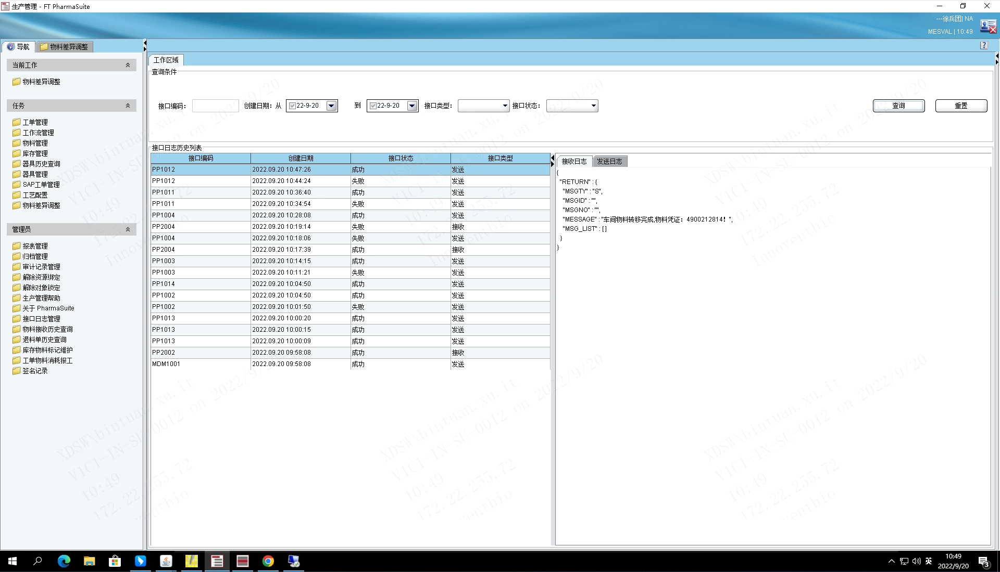 生产管理 - FT PharmaSuite
---徐兵团| NA
MESVAL | 10:49
导航
物料差异调整
当前工作
物料差异调整
任务
工单管理
工作流管理
物料管理
库存管理
器具历史查询
器具管理
SAP工单管理
工艺配置
物料差异调整
管理员
报表管理
归档管理
审计记录管理
解除资源绑定
解除对象锁定
生产管理帮助
关于 PharmaSuite
接口日志管理
物料接收历史查询
退料单历史查询
库存物料标记维护
工单物料消耗报工
签名记录
工作区域
查询条件
接口编码: 创建日期: 从 22-9-20 到 22-9-20 接口类型: 接口状态: 查询 重置
接口日志历史列表
接口编码 创建日期 接口状态 接口类型
PP1012 2022.09.20 10:47:26 成功 发送
PP1012 2022.09.20 10:44:24 失败 发送
PP1011 2022.09.20 10:36:40 成功 发送
PP1011 2022.09.20 10:34:54 失败 发送
PP1004 2022.09.20 10:28:08 成功 发送
PP2004 2022.09.20 10:19:14 失败 接收
PP1004 2022.09.20 10:18:06 失败 发送
PP2004 2022.09.20 10:17:39 成功 接收
PP1003 2022.09.20 10:14:15 成功 发送
PP1003 2022.09.20 10:11:21 失败 发送
PP1014 2022.09.20 10:04:50 成功 发送
PP1002 2022.09.20 10:04:50 成功 发送
PP1002 2022.09.20 10:01:50 失败 发送
PP1013 2022.09.20 10:00:20 成功 发送
PP1013 2022.09.20 10:00:15 成功 发送
PP1013 2022.09.20 10:00:09 成功 发送
PP2002 2022.09.20 09:58:08 成功 接收
MDM1001 2022.09.20 09:58:08 成功 发送
接收日志 发送日志
{
"RETURN" : {
"MSGTY" : "S",
"MSGID" : "",
"MSGNO" : "",
"MESSAGE" : "车间物料转移完成,物料凭证：4900212814！",
"MSG_LIST" : [ ]
}
}
XDSW\bintuan.xu.it
V1C1-IN-SU-0012 on 2022/9/20
10:49
172.22.255.72
Innoventbio
英
10:49
2022/9/20
3